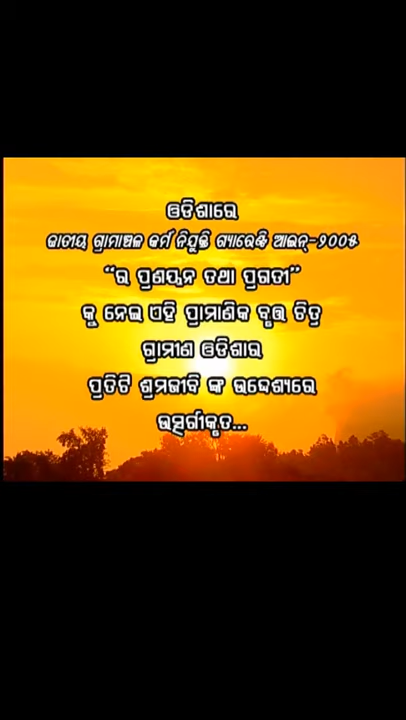 ଓଡିଶାରେ
ଜାତୀୟ ଗ୍ରାମାଞ୍ଚଳ କର୍ମ ନିଯୁକ୍ତି ଗ୍ୟାରେଣ୍ଟି ଆଇନ୍-୨୦୦୫
“ର ପ୍ରଣୟନ ତଥା ପ୍ରଗତୀ”
କୁ ନେଇ ଏହି ପ୍ରାମାଣିକ ବୃତ୍ତ ଚିତ୍ର
ଗ୍ରାମୀଣ ଓଡିଶାର
ପ୍ରତିଟି ଶ୍ରମଜୀବି ଙ୍କ ଉଦ୍ଦେଶ୍ୟରେ
ଉତ୍ସର୍ଗୀକୃତ...